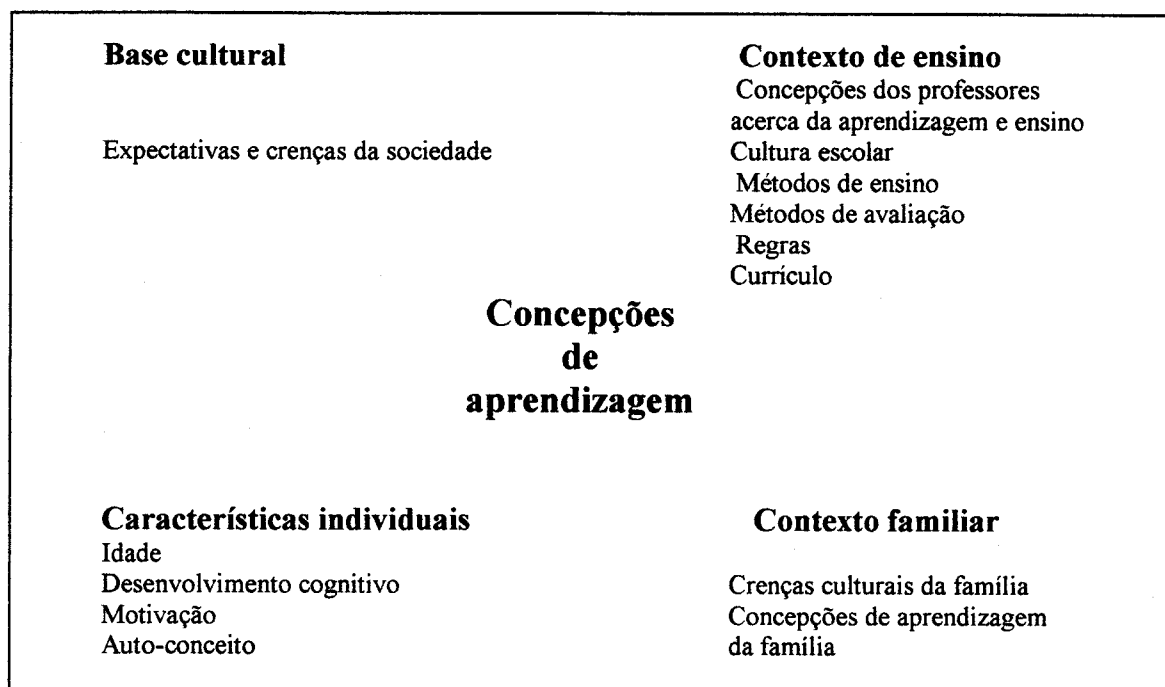 Base cultural
Expectativas e crenças da sociedade
Contexto de ensino
Concepções dos professores
acerca da aprendizagem e ensino
Cultura escolar
Métodos de ensino
Métodos de avaliação
Regras
Currículo
Concepções
de
aprendizagem
Características individuais
Idade
Desenvolvimento cognitivo
Motivação
Auto-conceito
Contexto familiar
Crenças culturais da família
Concepções de aprendizagem
da família